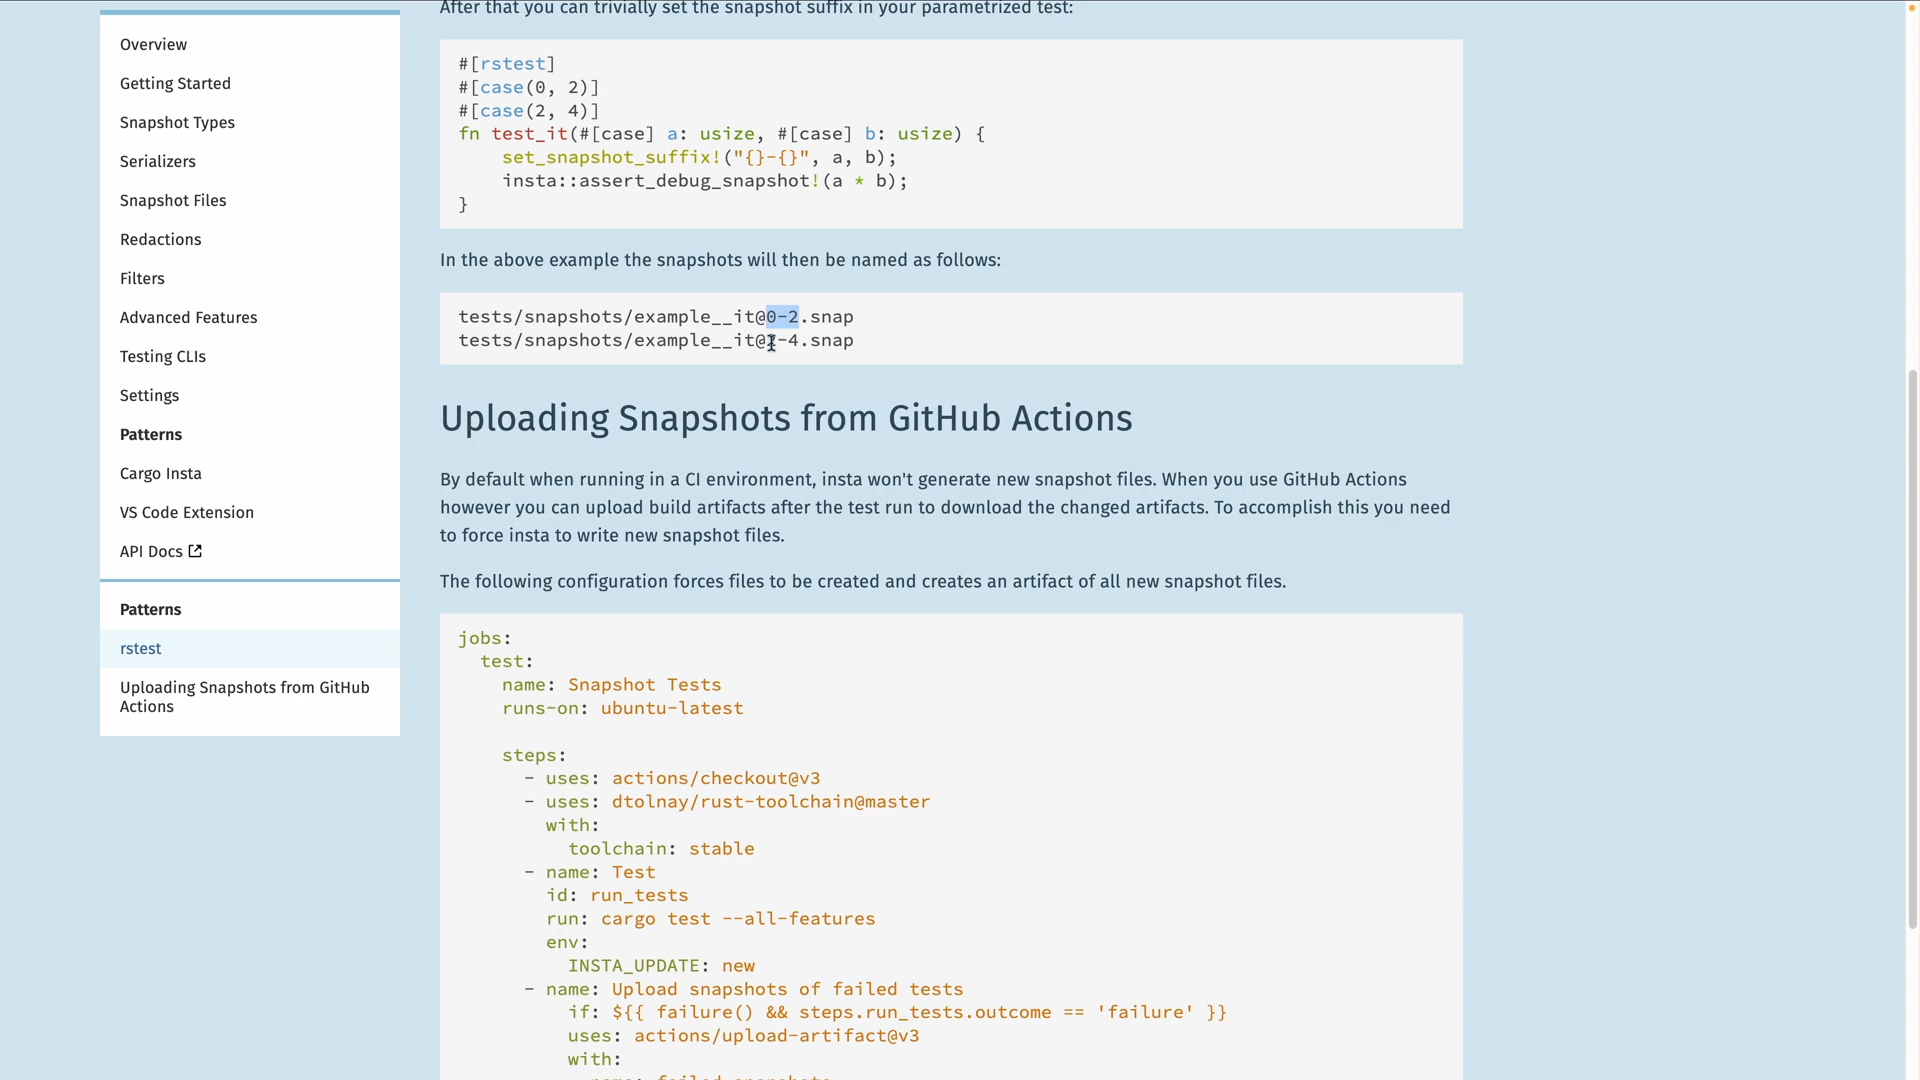 Overview
Getting Started
Snapshot Types
Serializers
Snapshot Files
Redactions
Filters
Advanced Features
Testing CLIs
Settings
Patterns
Cargo Insta
VS Code Extension
API Docs
Patterns
rstest
Uploading Snapshots from GitHub
Actions
After that you can trivially set the snapshot suffix in your parametrized test:
#[rstest]
#[case(0, 2)]
#[case(2, 4)]
fn test_it(#[case] a: usize, #[case] b: usize) {
    set_snapshot_suffix!("{}-{}", a, b);
    insta::assert_debug_snapshot!(a * b);
}
In the above example the snapshots will then be named as follows:
tests/snapshots/example__it@0-2.snap
tests/snapshots/example__it@2-4.snap
Uploading Snapshots from GitHub Actions
By default when running in a CI environment, insta won't generate new snapshot files. When you use GitHub Actions
however you can upload build artifacts after the test run to download the changed artifacts. To accomplish this you need
to force insta to write new snapshot files.
The following configuration forces files to be created and creates an artifact of all new snapshot files.
jobs:
  test:
    name: Snapshot Tests
    runs-on: ubuntu-latest
    steps:
      - uses: actions/checkout@v3
      - uses: dtolnay/rust-toolchain@master
        with:
          toolchain: stable
      - name: Test
        id: run_tests
        run: cargo test --all-features
        env:
          INSTA_UPDATE: new
      - name: Upload snapshots of failed tests
          if: ${{ failure() && steps.run_tests.outcome == 'failure' }}
          uses: actions/upload-artifact@v3
          with: